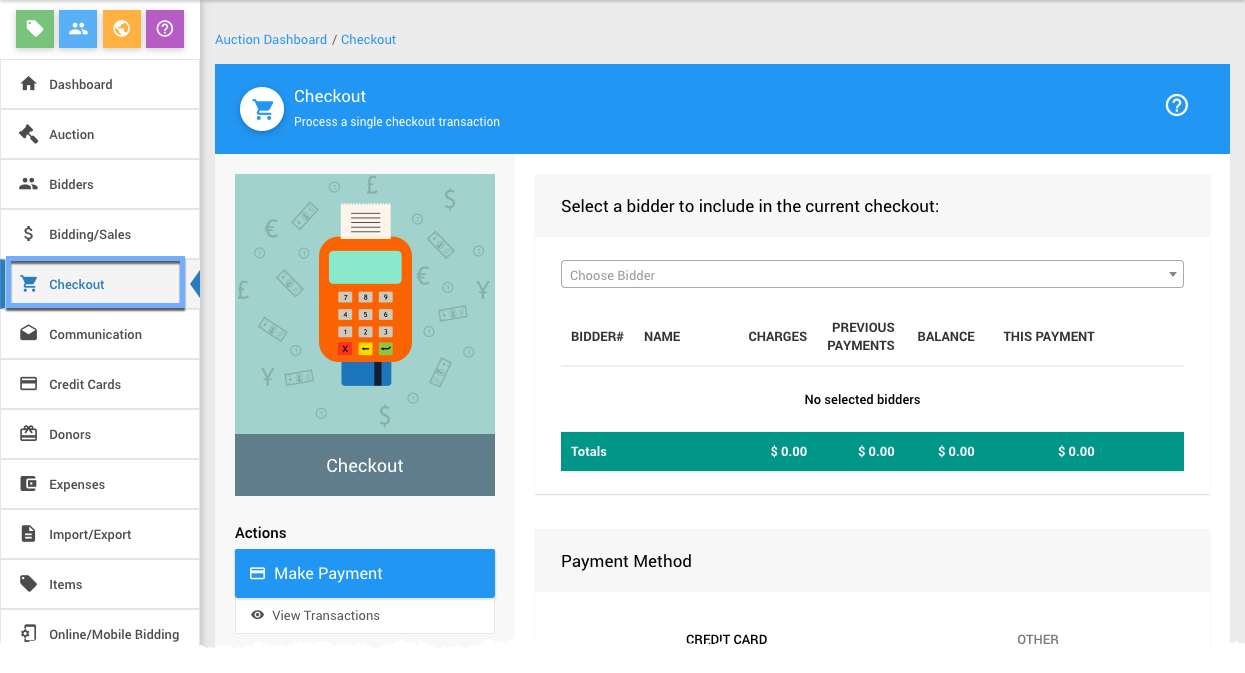 Auction Dashboard / Checkout
Dashboard
Auction
Bidders
Bidding/Sales
Checkout
Communication
Credit Cards
Donors
Expenses
Import/Export
Items
Online/Mobile Bidding
Checkout
Process a single checkout transaction
£
$
€
£
€
¥
¥
$
7 8 9
4 5 6
1 2 3
X
Checkout
Actions
Make Payment
View Transactions
Select a bidder to include in the current checkout:
Choose Bidder
BIDDER# NAME CHARGES PREVIOUS PAYMENTS BALANCE THIS PAYMENT
No selected bidders
Totals $ 0.00 $ 0.00 $ 0.00 $ 0.00
Payment Method
CREDIT CARD OTHER